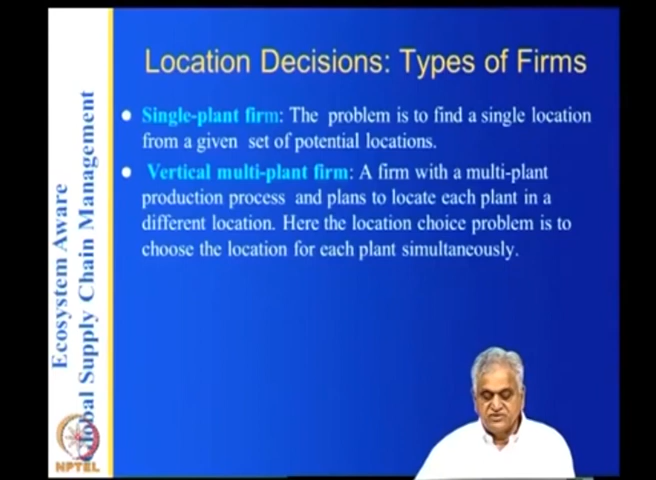 Location Decisions: Types of Firms
Single-plant firm: The problem is to find a single location
from a given set of potential locations.
Vertical multi-plant firm: A firm with a multi-plant
production process and plans to locate each plant in a
different location. Here the location choice problem is to
choose the location for each plant simultaneously.
Ecosystem Aware
Global Supply Chain Management
NPTEL